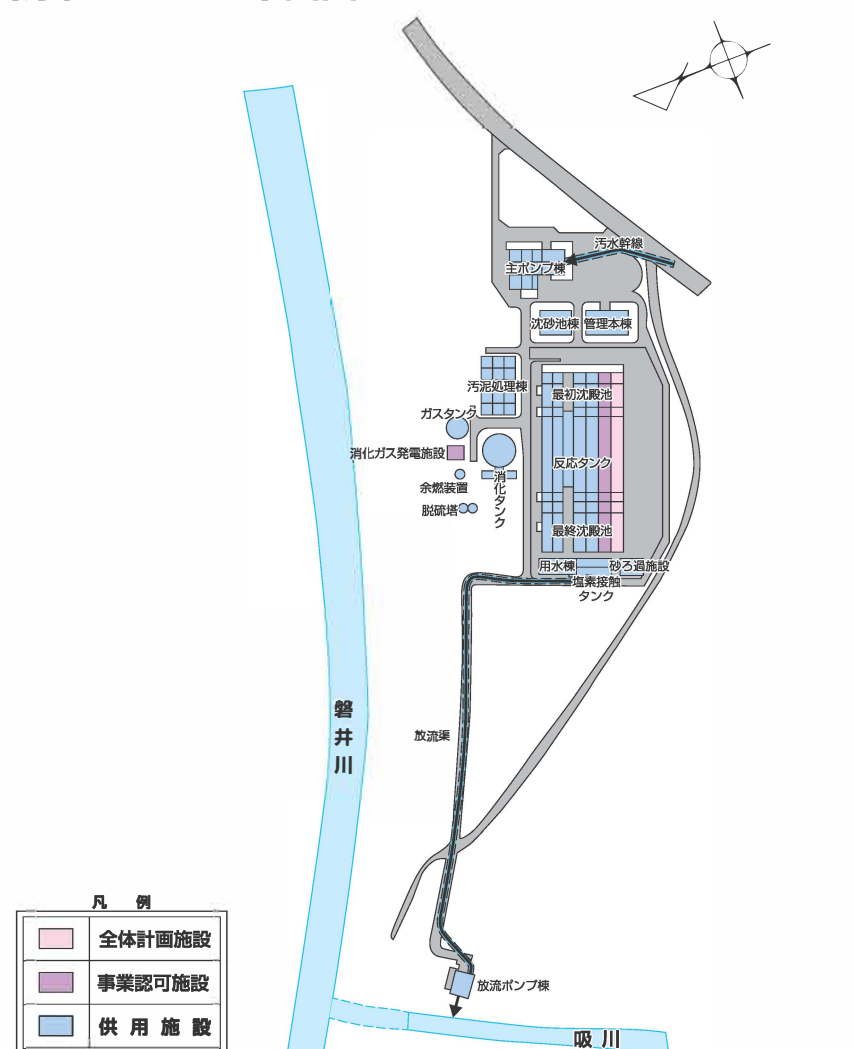 汚水幹線
主ポンプ棟
沈砂池棟
管理本棟
汚泥処理棟
最初沈殿池
ガスタンク
消化ガス発電施設
反応タンク
余燃装置
消化タンク
脱硫塔
最終沈殿池
用水棟
砂ろ過施設
塩素接触
タンク
磐井川
放流渠
凡 例
全体計画施設
事業認可施設
供用施設
放流ポンプ棟
吸川